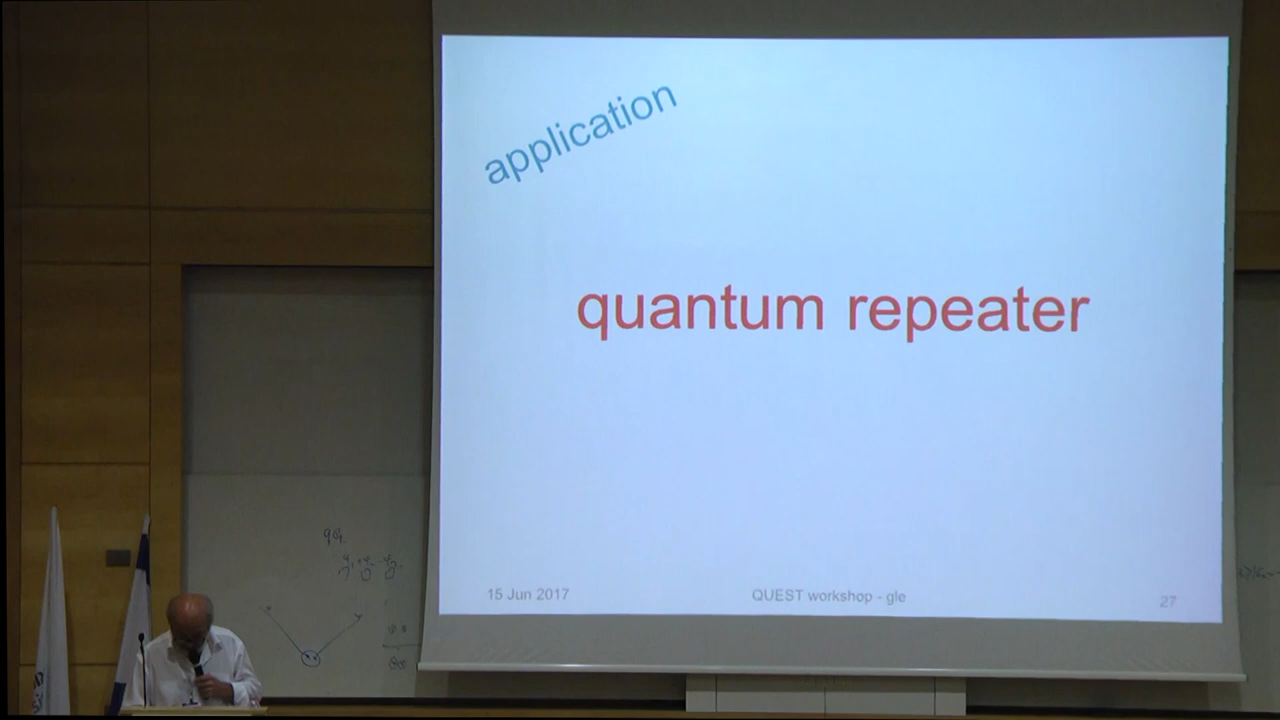 application
quantum repeater
15 Jun 2017
QUEST workshop - gle
27